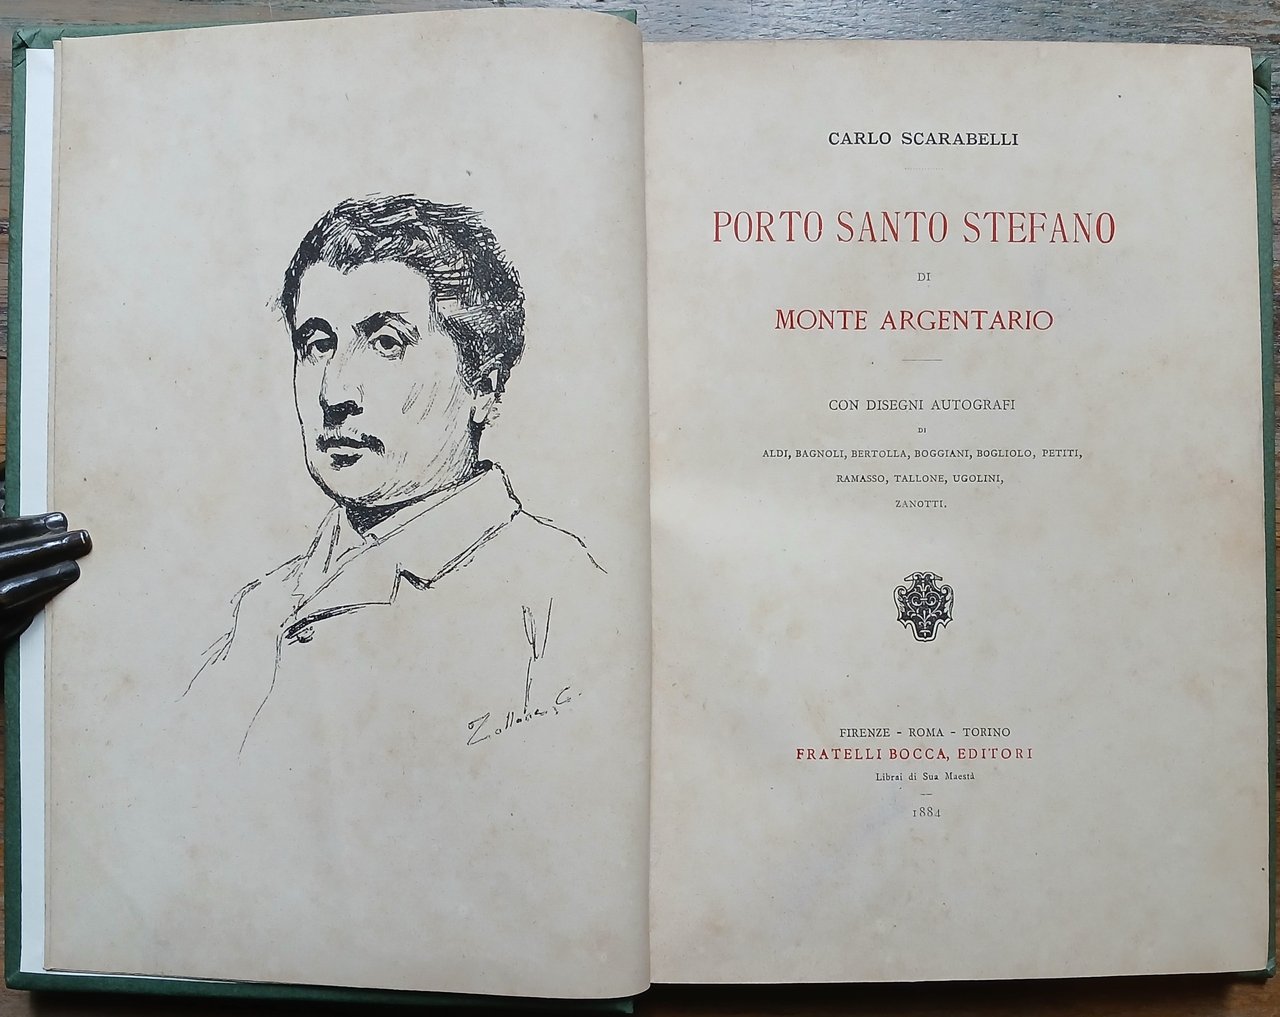 Tallone C.
CARLO SCARABELLI
PORTO SANTO STEFANO
DI
MONTE ARGENTARIO
CON DISEGNI AUTOGRAFI
DI
ALDI, BAGNOLI, BERTOLLA, BOGGIANI, BOGLIOLO, PETITI,
RAMASSO, TALLONE, UGOLINI,
ZANOTTI.
FIRENZE - ROMA - TORINO
FRATELLI BOCCA, EDITORI
Librai di Sua Maestà
1884